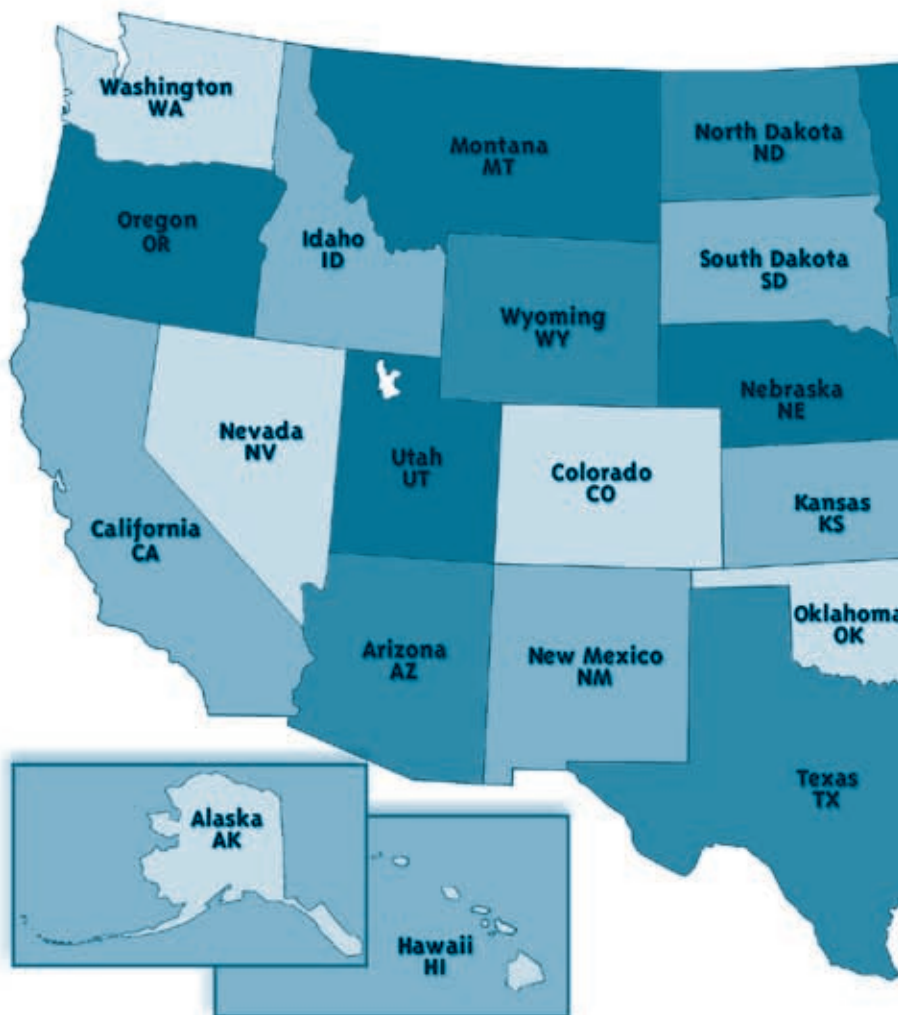 Washington
WA
Montana
MT
North Dakota
ND
Oregon
OR
Idaho
ID
South Dakota
SD
Wyoming
WY
Nebraska
NE
Nevada
NV
Utah
UT
Colorado
CO
Kansas
KS
California
CA
Oklahoma
OK
Arizona
AZ
New Mexico
NM
Texas
TX
Alaska
AK
Hawaii
HI